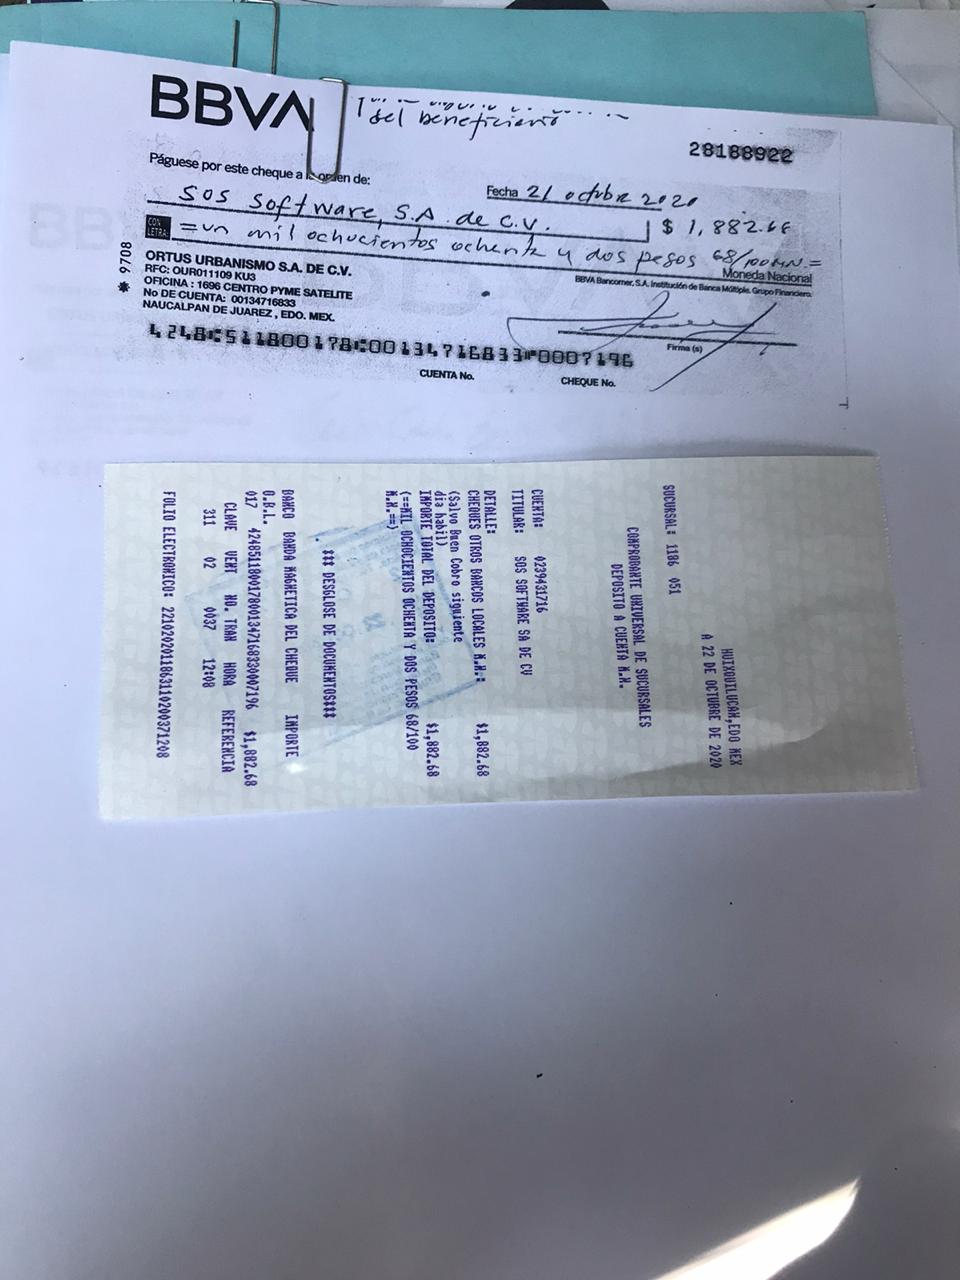 BBVA
del beneficiario
28188922
Páguese por este cheque a la orden de:
Fecha 21 octubre 2020
SOS Software, S.A. de C.V.
$ 1,882.68
CON LETRA: = un mil ochocientos ochenta y dos pesos 68/100 MN =
Moneda Nacional
BBVA Bancomer, S.A. Institución de Banca Múltiple. Grupo Financiero.
ORTUS URBANISMO S.A. DE C.V.
RFC: OUR011109 KU3
OFICINA : 1696 CENTRO PYME SATELITE
No DE CUENTA: 00134716833
NAUCALPAN DE JUAREZ , EDO. MEX.
* 9708
Firma (s)
4248⑆511800178⑆00134716833⑈0007196
CUENTA No.
CHEQUE No.
HUIXQUILUCAN,EDO MEX
A 22 DE OCTUBRE DE 2020
SUCURSAL: 1186 051
COMPROBANTE UNIVERSAL DE SUCURSALES
DEPOSITO A CUENTA M.N.
CUENTA: 0239431716
TITULAR: SOS SOFTWARE SA DE CV
DETALLE:
CHEQUES OTROS BANCOS LOCALES M.N.: $1,882.68
(Salvo Buen Cobro siguiente
dia habil)
IMPORTE TOTAL DEL DEPOSITO: $1,882.68
(==MIL OCHOCIENTOS OCHENTA Y DOS PESOS 68/100
M.N.==)
*** DESGLOSE DE DOCUMENTOS***
BANCO BANDA MAGNETICA DEL CHEQUE IMPORTE
O.B.L.
017 42485118001780013471683300007196 $1,882.68
CLAVE VENT NO. TRAN HORA REFERENCIA
311 02 0037 12:08
FOLIO ELECTRONICO: 2210202011863110200371208